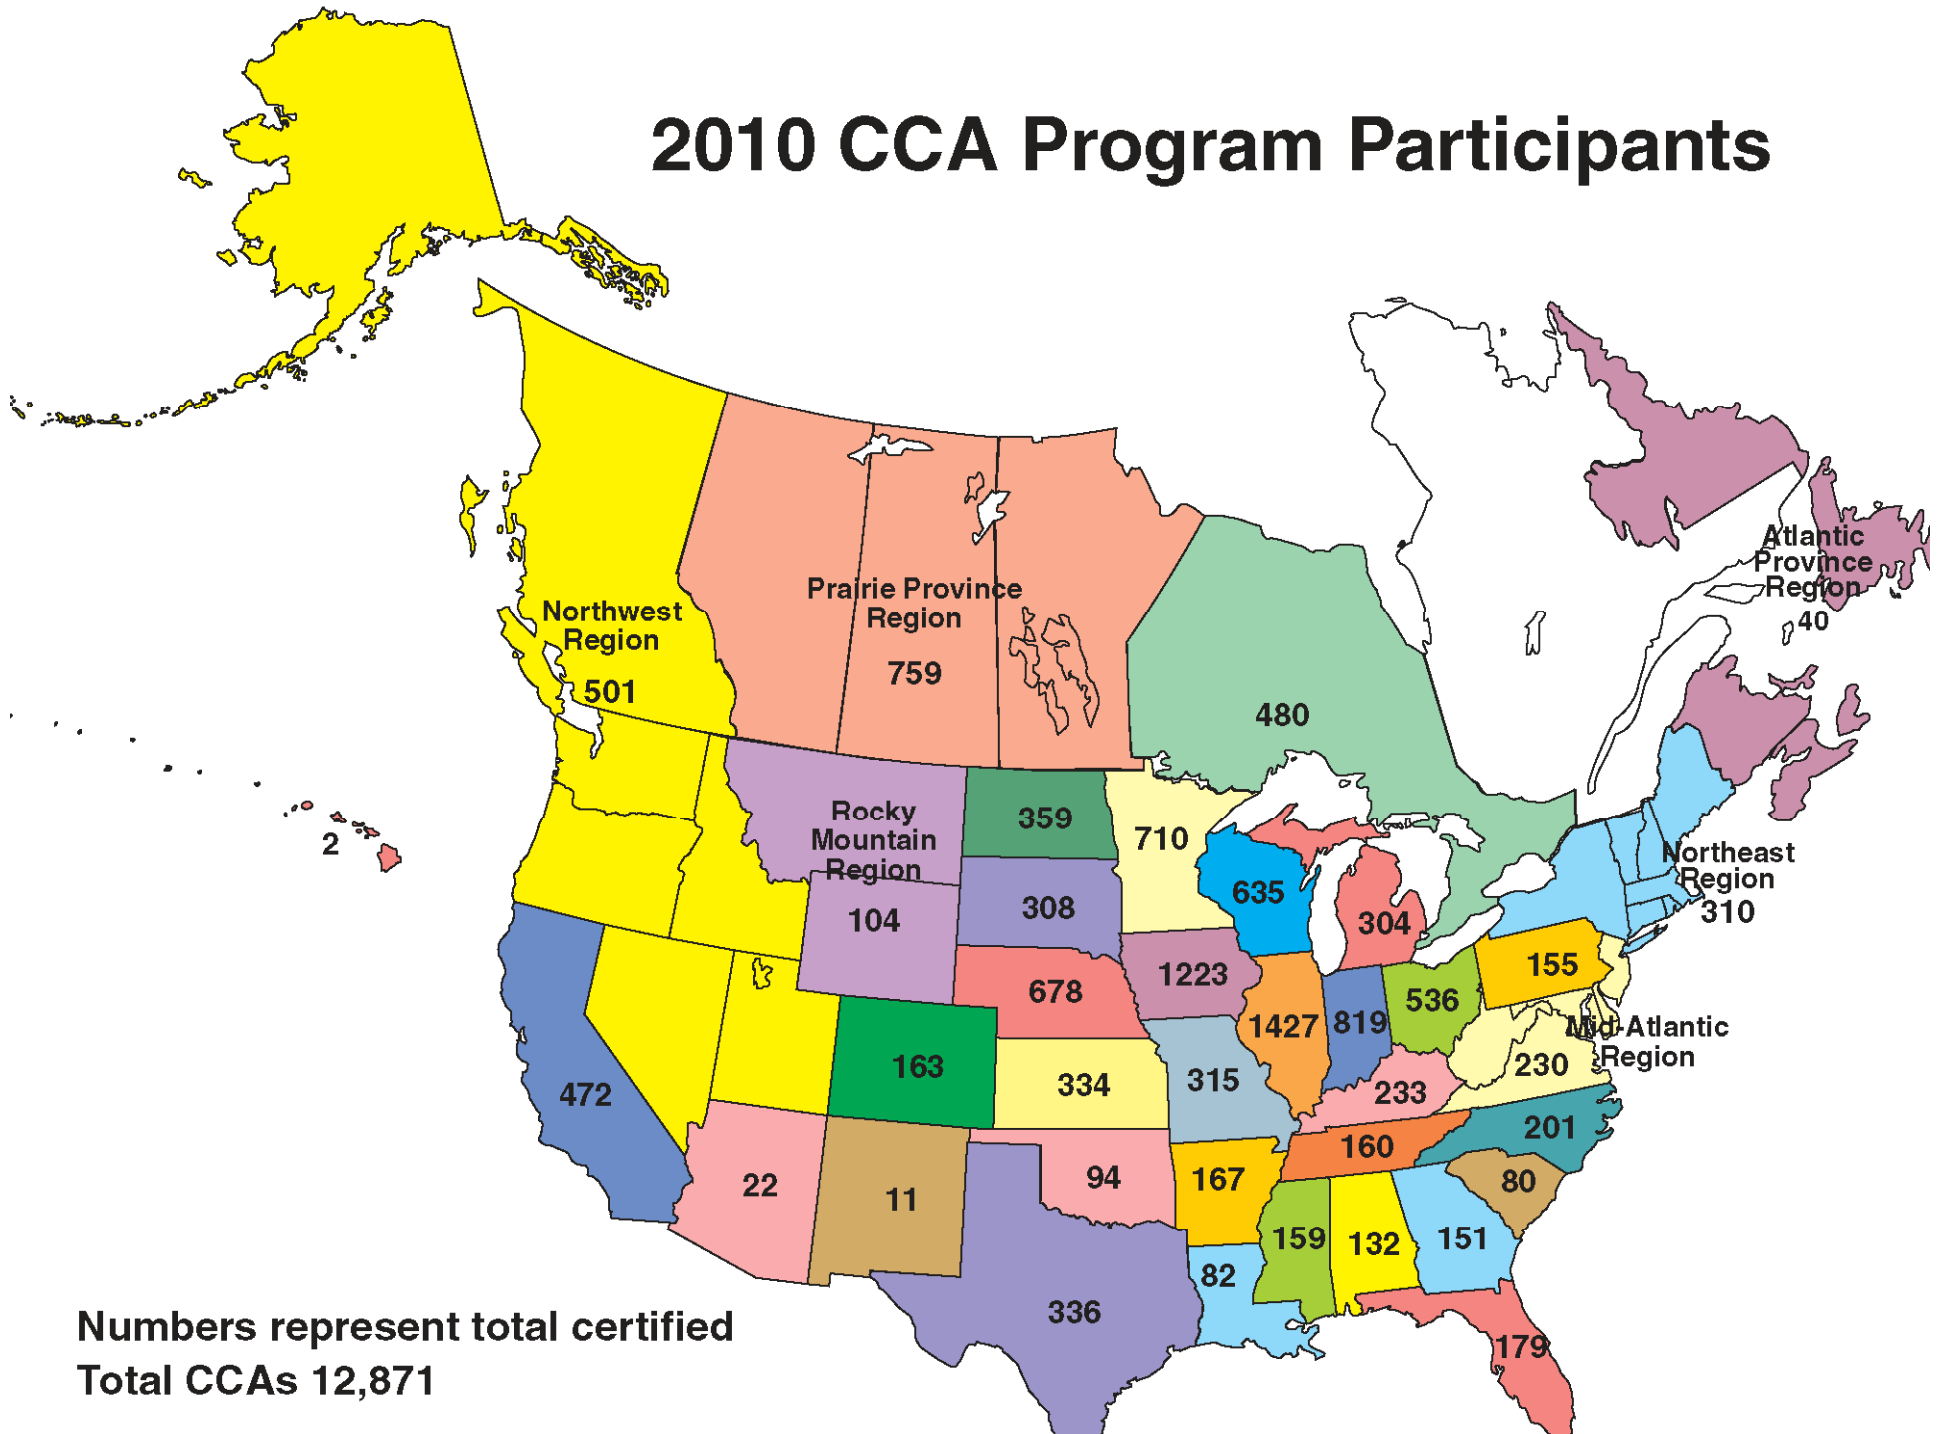 2010 CCA Program Participants
Atlantic
Province
Region
40
Prairie Province
Region
759
Northwest
Region
501
480
Rocky
Mountain
Region
104
359
710
2
Northeast
Region
310
635
304
308
155
1223
678
536
1427
819
Mid-Atlantic
Region
230
163
334
315
233
472
201
160
94
167
80
22
11
159
132
151
82
336
179
Numbers represent total certified
Total CCAs 12,871